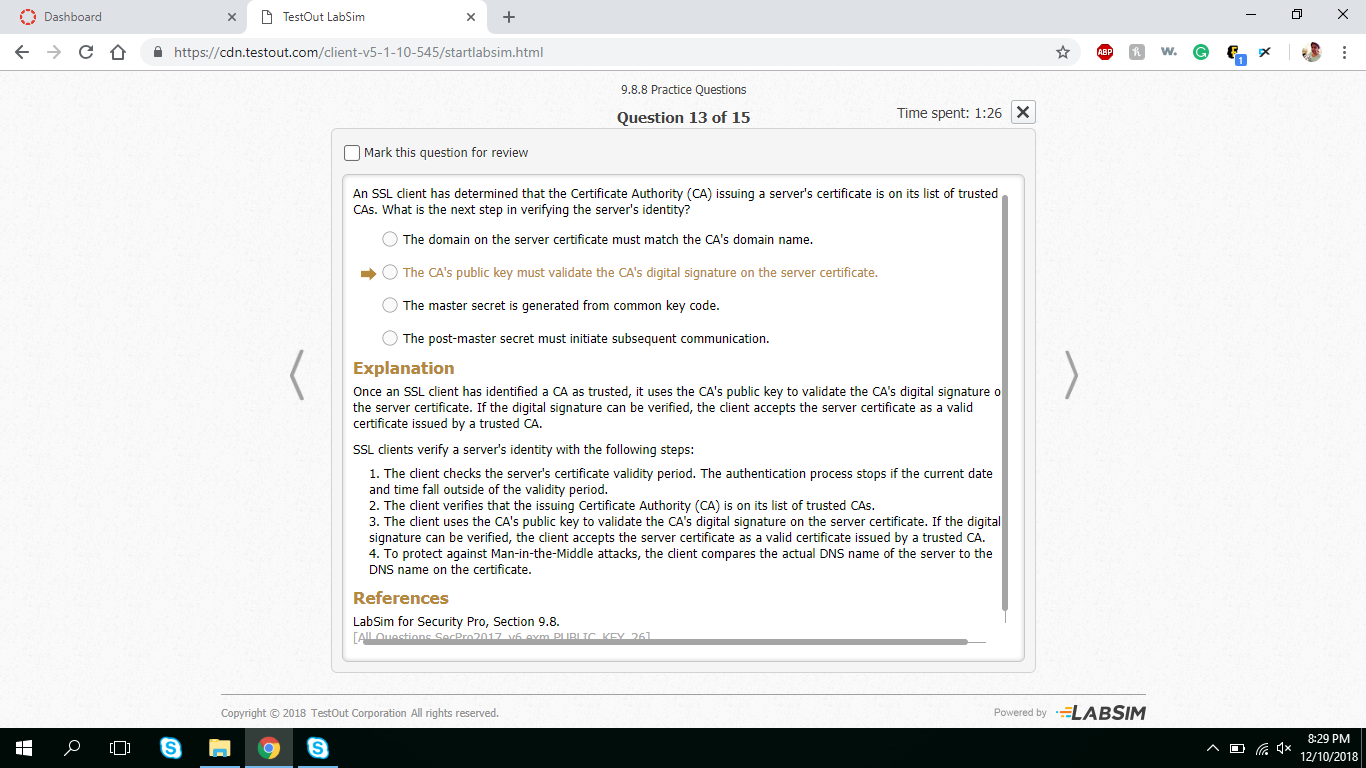 Dashboard
TestOut LabSim
https://cdn.testout.com/client-v5-1-10-545/startlabsim.html
ABP
w.
1
9.8.8 Practice Questions
Question 13 of 15
Time spent: 1:26
Mark this question for review
An SSL client has determined that the Certificate Authority (CA) issuing a server's certificate is on its list of trusted
CAs. What is the next step in verifying the server's identity?
The domain on the server certificate must match the CA's domain name.
The CA's public key must validate the CA's digital signature on the server certificate.
The master secret is generated from common key code.
The post-master secret must initiate subsequent communication.
Explanation
Once an SSL client has identified a CA as trusted, it uses the CA's public key to validate the CA's digital signature o
the server certificate. If the digital signature can be verified, the client accepts the server certificate as a valid
certificate issued by a trusted CA.
SSL clients verify a server's identity with the following steps:
1. The client checks the server's certificate validity period. The authentication process stops if the current date
and time fall outside of the validity period.
2. The client verifies that the issuing Certificate Authority (CA) is on its list of trusted CAs.
3. The client uses the CA's public key to validate the CA's digital signature on the server certificate. If the digital
signature can be verified, the client accepts the server certificate as a valid certificate issued by a trusted CA.
4. To protect against Man-in-the-Middle attacks, the client compares the actual DNS name of the server to the
DNS name on the certificate.
References
LabSim for Security Pro, Section 9.8.
[All Questions SecPro2017_v6.exm PUBLIC_KEY_26]
Copyright © 2018 TestOut Corporation All rights reserved.
Powered by LABSIM
8:29 PM
12/10/2018